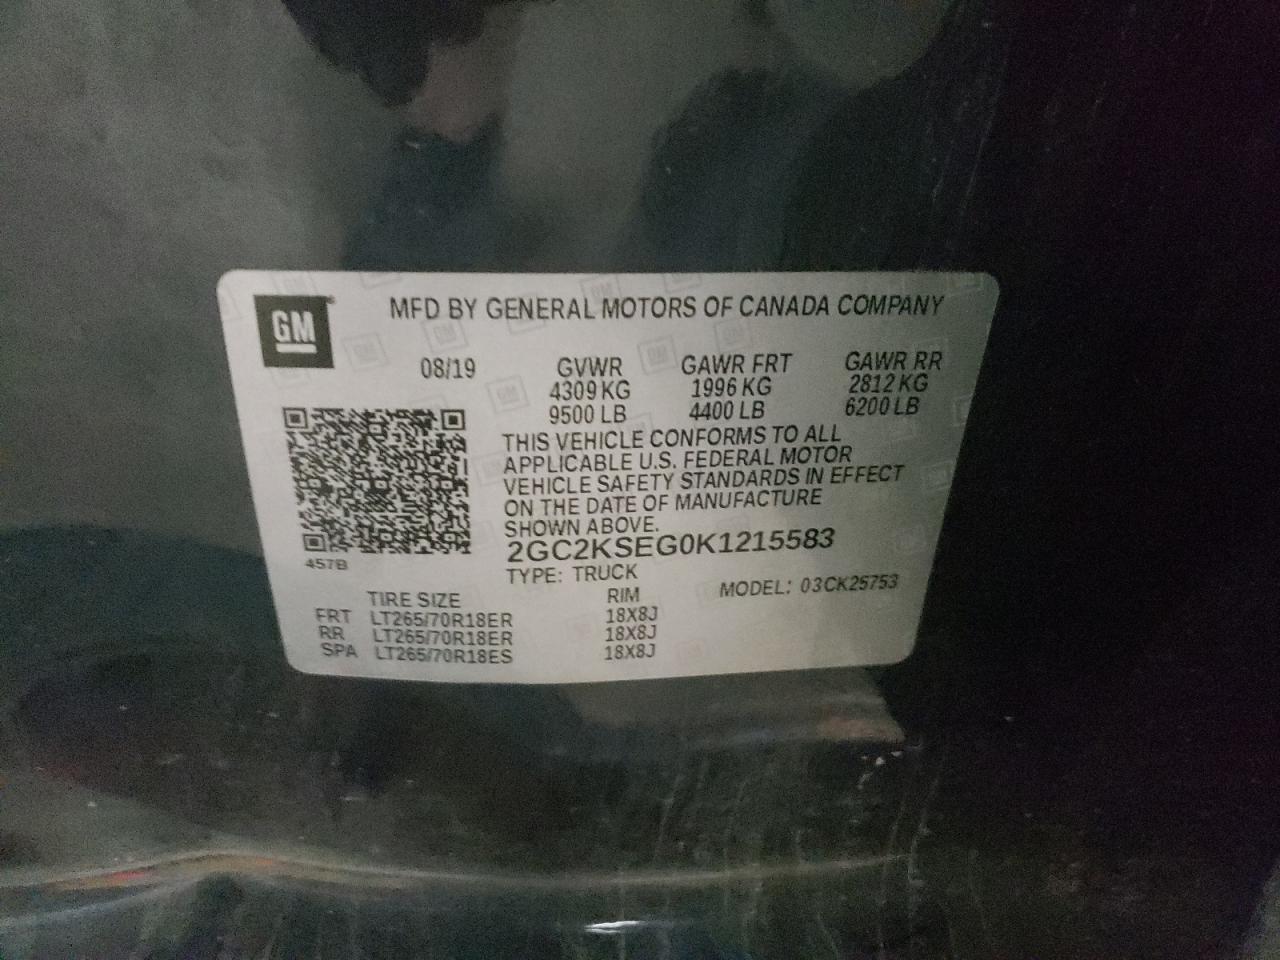 GM
MFD BY GENERAL MOTORS OF CANADA COMPANY
08/19 GVWR GAWR FRT GAWR RR
4309 KG 1996 KG 2812 KG
9500 LB 4400 LB 6200 LB
THIS VEHICLE CONFORMS TO ALL
APPLICABLE U.S. FEDERAL MOTOR
VEHICLE SAFETY STANDARDS IN EFFECT
ON THE DATE OF MANUFACTURE
SHOWN ABOVE.
2GC2KSEG0K1215583
457B
TYPE: TRUCK MODEL: 03CK25753
TIRE SIZE RIM
FRT LT265/70R18ER 18X8J
RR LT265/70R18ER 18X8J
SPA LT265/70R18ES 18X8J